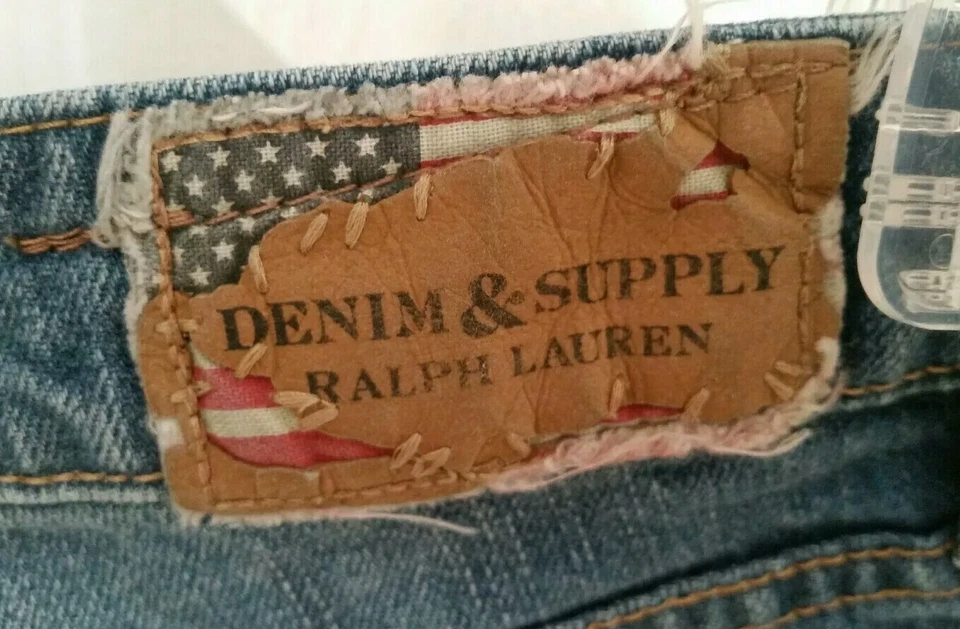 DENIM & SUPPLY
RALPH LAUREN